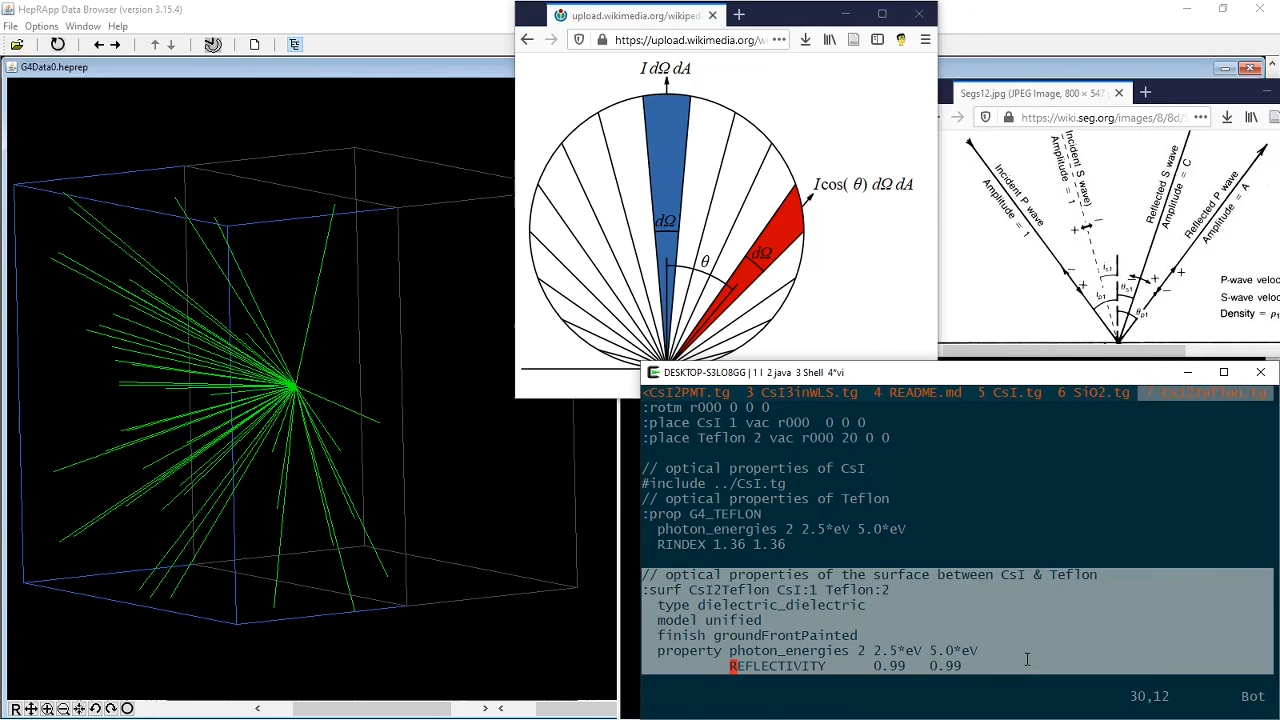 HepRApp Data Browser (version 3.15.4)
File Options Window Help
G4Data0.heprep
upload.wikimedia.org/wikiped
https://upload.wikimedia.org/wi
I dΩ dA
I cos( θ) dΩ dA
dΩ
dΩ
θ
Segs12.jpg (JPEG Image, 800 × 547
https://wiki.seg.org/images/8/8d/S
Incident P wave
Amplitude = 1
Incident S wave)
Amplitude = 1
Reflected S wave
Amplitude = C
Reflected P wave
Amplitude = A
P-wave veloc
S-wave veloc
Density = ρ1
DESKTOP-S3LO8GG | 1 l 2 java 3 Shell 4*vi
<CsI2PMT.tg 3 CsI3inWLS.tg 4 README.md 5 CsI.tg 6 SiO2.tg 7 CsI2Teflon.tg
:rotm r000 0 0 0
:place CsI 1 vac r000 0 0 0
:place Teflon 2 vac r000 20 0 0
// optical properties of CsI
#include ../CsI.tg
// optical properties of Teflon
:prop G4_TEFLON
photon_energies 2 2.5*eV 5.0*eV
RINDEX 1.36 1.36
// optical properties of the surface between CsI & Teflon
:surf CsI2Teflon CsI:1 Teflon:2
type dielectric_dielectric
model unified
finish groundFrontPainted
property photon_energies 2 2.5*eV 5.0*eV
REFLECTIVITY 0.99 0.99
30,12 Bot